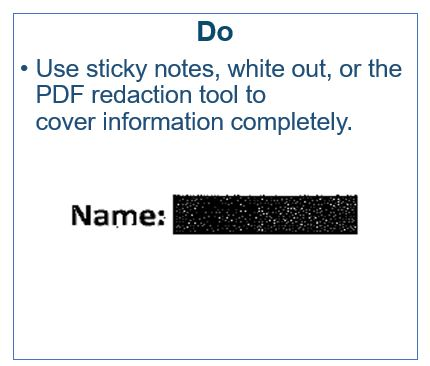 Do
• Use sticky notes, white out, or the
PDF redaction tool to
cover information completely.
Name: